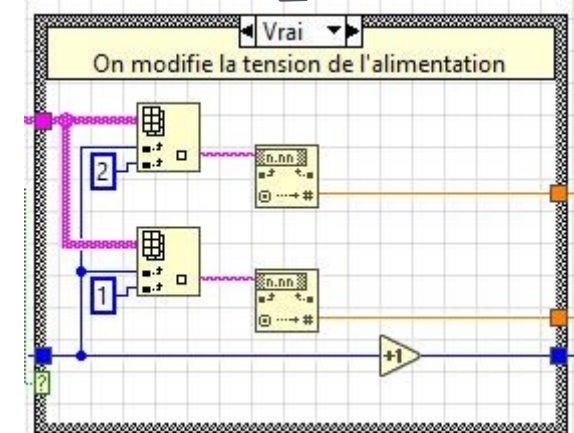 Vrai
On modifie la tension de l'alimentation
2
n.nn
1
n.nn
+1
?